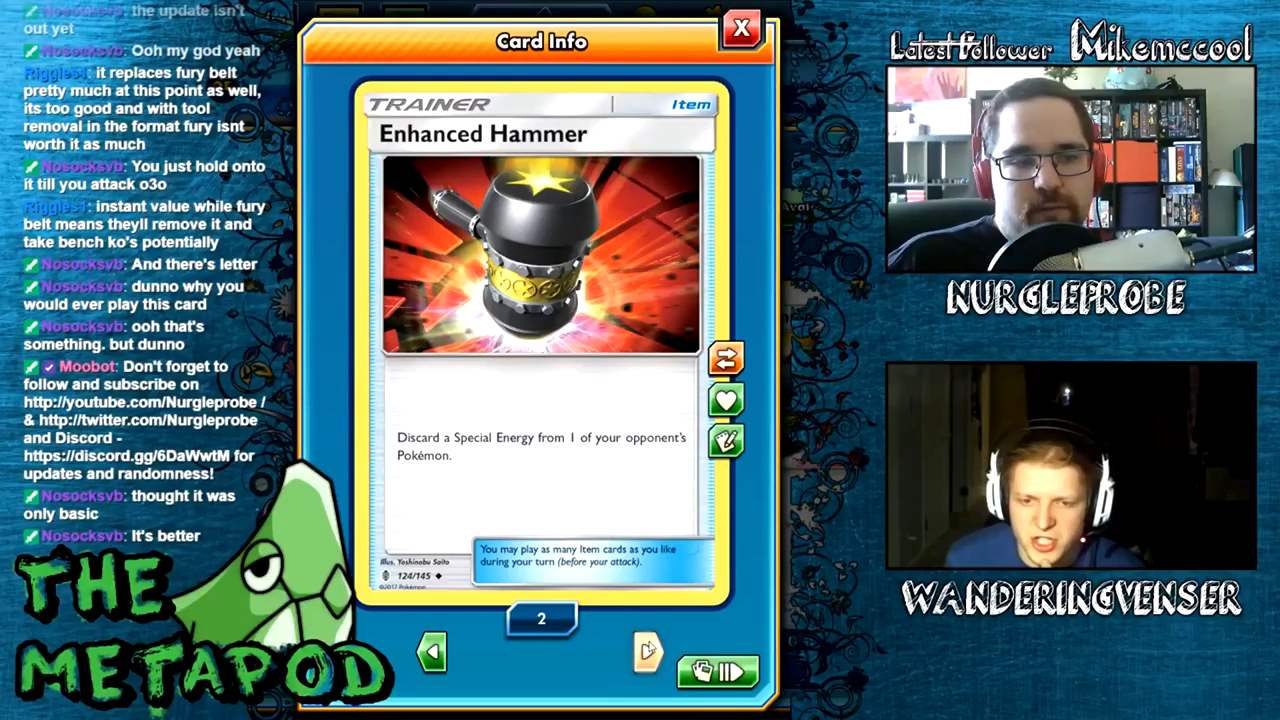 Nosocksvb: the update isn't
out yet
Nosocksvb: Ooh my god yeah
Riggles1: it replaces fury belt
pretty much at this point as well,
its too good and with tool
removal in the format fury isnt
worth it as much
Nosocksvb: You just hold onto
it till you attack o3o
Riggles1: instant value while fury
belt means theyll remove it and
take bench ko's potentially
Nosocksvb: And there's letter
Nosocksvb: dunno why you
would ever play this card
Nosocksvb: ooh that's
something. but dunno
Moobot: Don't forget to
follow and subscribe on
http://youtube.com/Nurgleprobe /
& http://twitter.com/Nurgleprobe
and Discord -
https://discord.gg/6DaWwtM for
updates and randomness!
Nosocksvb: thought it was
only basic
Nosocksvb: It's better
THE
METAPOD
Card Info
X
TRAINER
Item
Enhanced Hammer
Discard a Special Energy from 1 of your opponent's
Pokémon.
You may play as many Item cards as you like
during your turn (before your attack).
Illus. Yoshinobu Saito
124/145
©2017 Pokémon
2
Latest Follower Mikemccool
NURGLEPROBE
WANDERINGVENSER